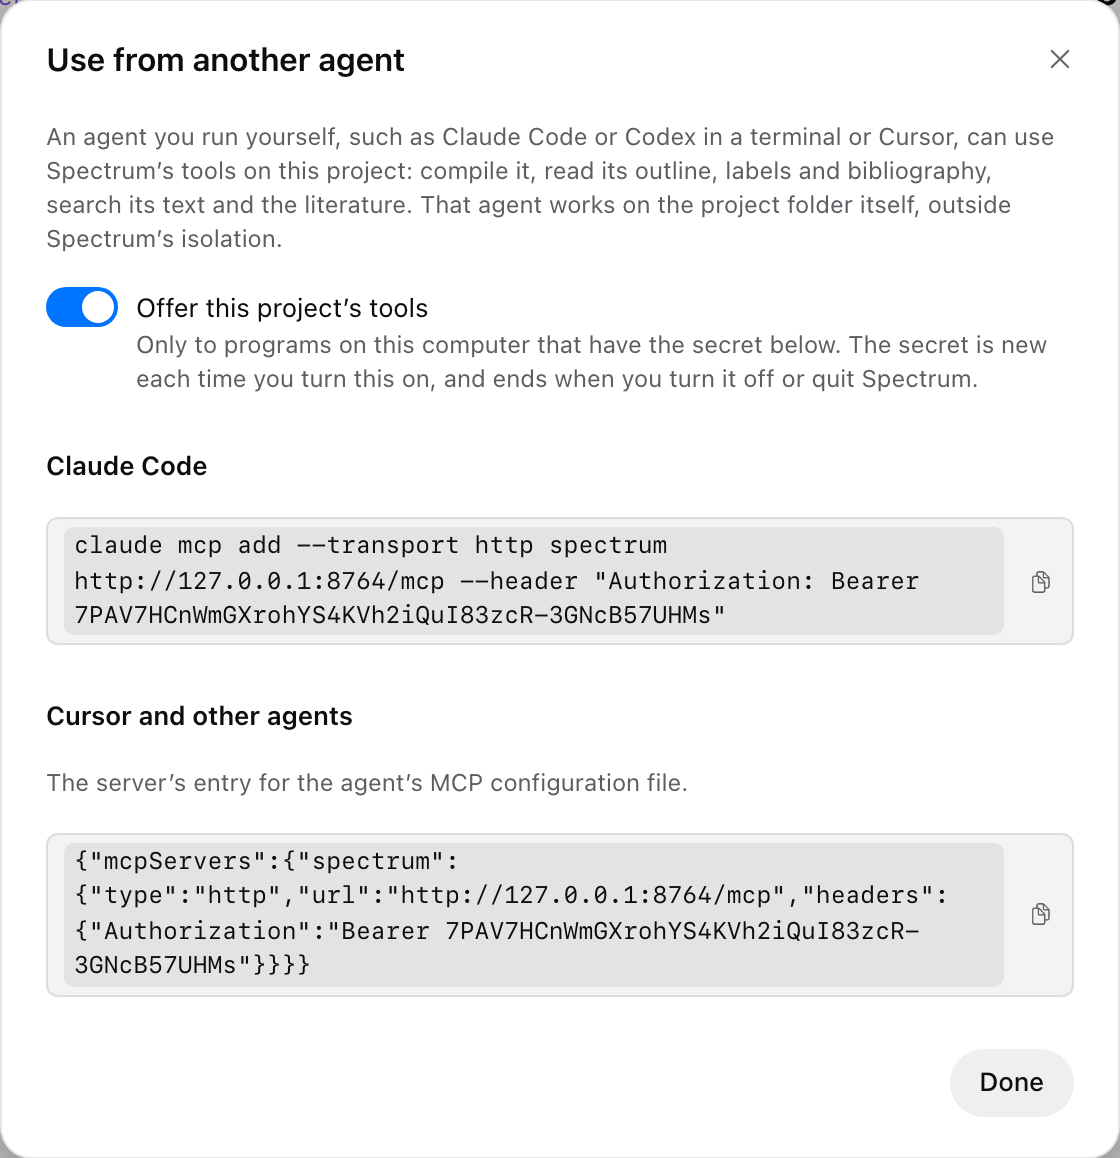 Use from another agent
An agent you run yourself, such as Claude Code or Codex in a terminal or Cursor, can use
Spectrum’s tools on this project: compile it, read its outline, labels and bibliography,
search its text and the literature. That agent works on the project folder itself, outside
Spectrum’s isolation.
Offer this project’s tools
Only to programs on this computer that have the secret below. The secret is new
each time you turn this on, and ends when you turn it off or quit Spectrum.
Claude Code
claude mcp add --transport http spectrum
http://127.0.0.1:8764/mcp --header "Authorization: Bearer
7PAV7HCnWmGXrohYS4KVh2iQuI83zcR-3GNcB57UHMs"
Cursor and other agents
The server’s entry for the agent’s MCP configuration file.
{"mcpServers":{"spectrum":
{"type":"http","url":"http://127.0.0.1:8764/mcp","headers":
{"Authorization":"Bearer 7PAV7HCnWmGXrohYS4KVh2iQuI83zcR-
3GNcB57UHMs"}}}}
Done